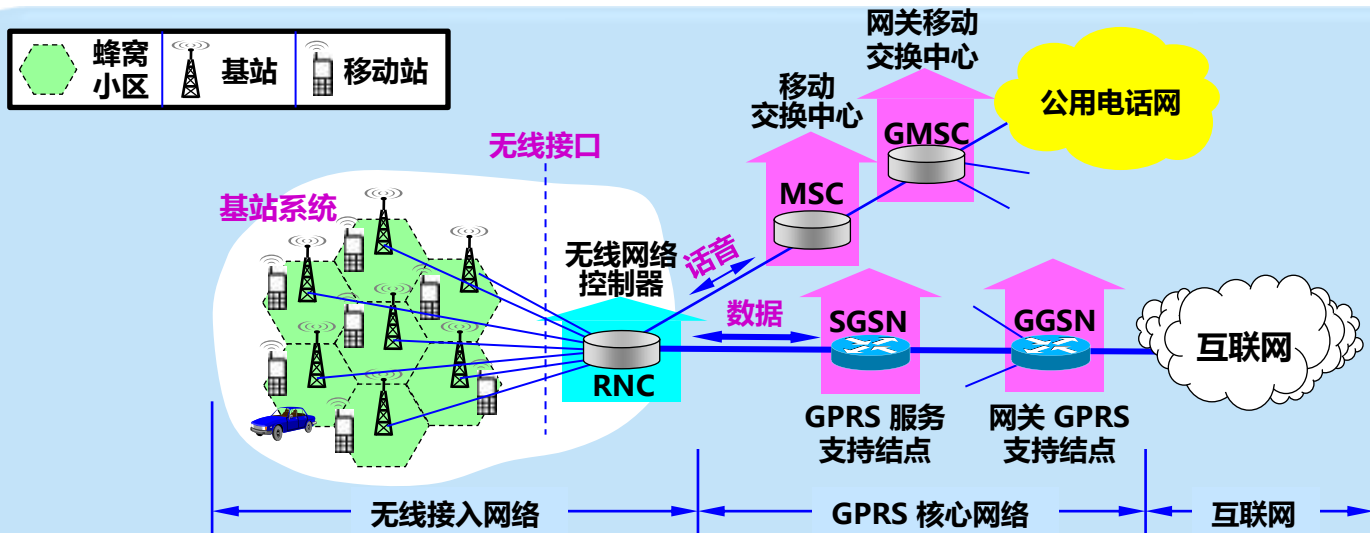 蜂窝
小区
基站
移动站
网关移动
交换中心
移动
交换中心
公用电话网
GMSC
无线接口
MSC
基站系统
无线网络
控制器
话音
数据
SGSN
GGSN
互联网
RNC
GPRS 服务
支持结点
网关 GPRS
支持结点
无线接入网络
GPRS 核心网络
互联网